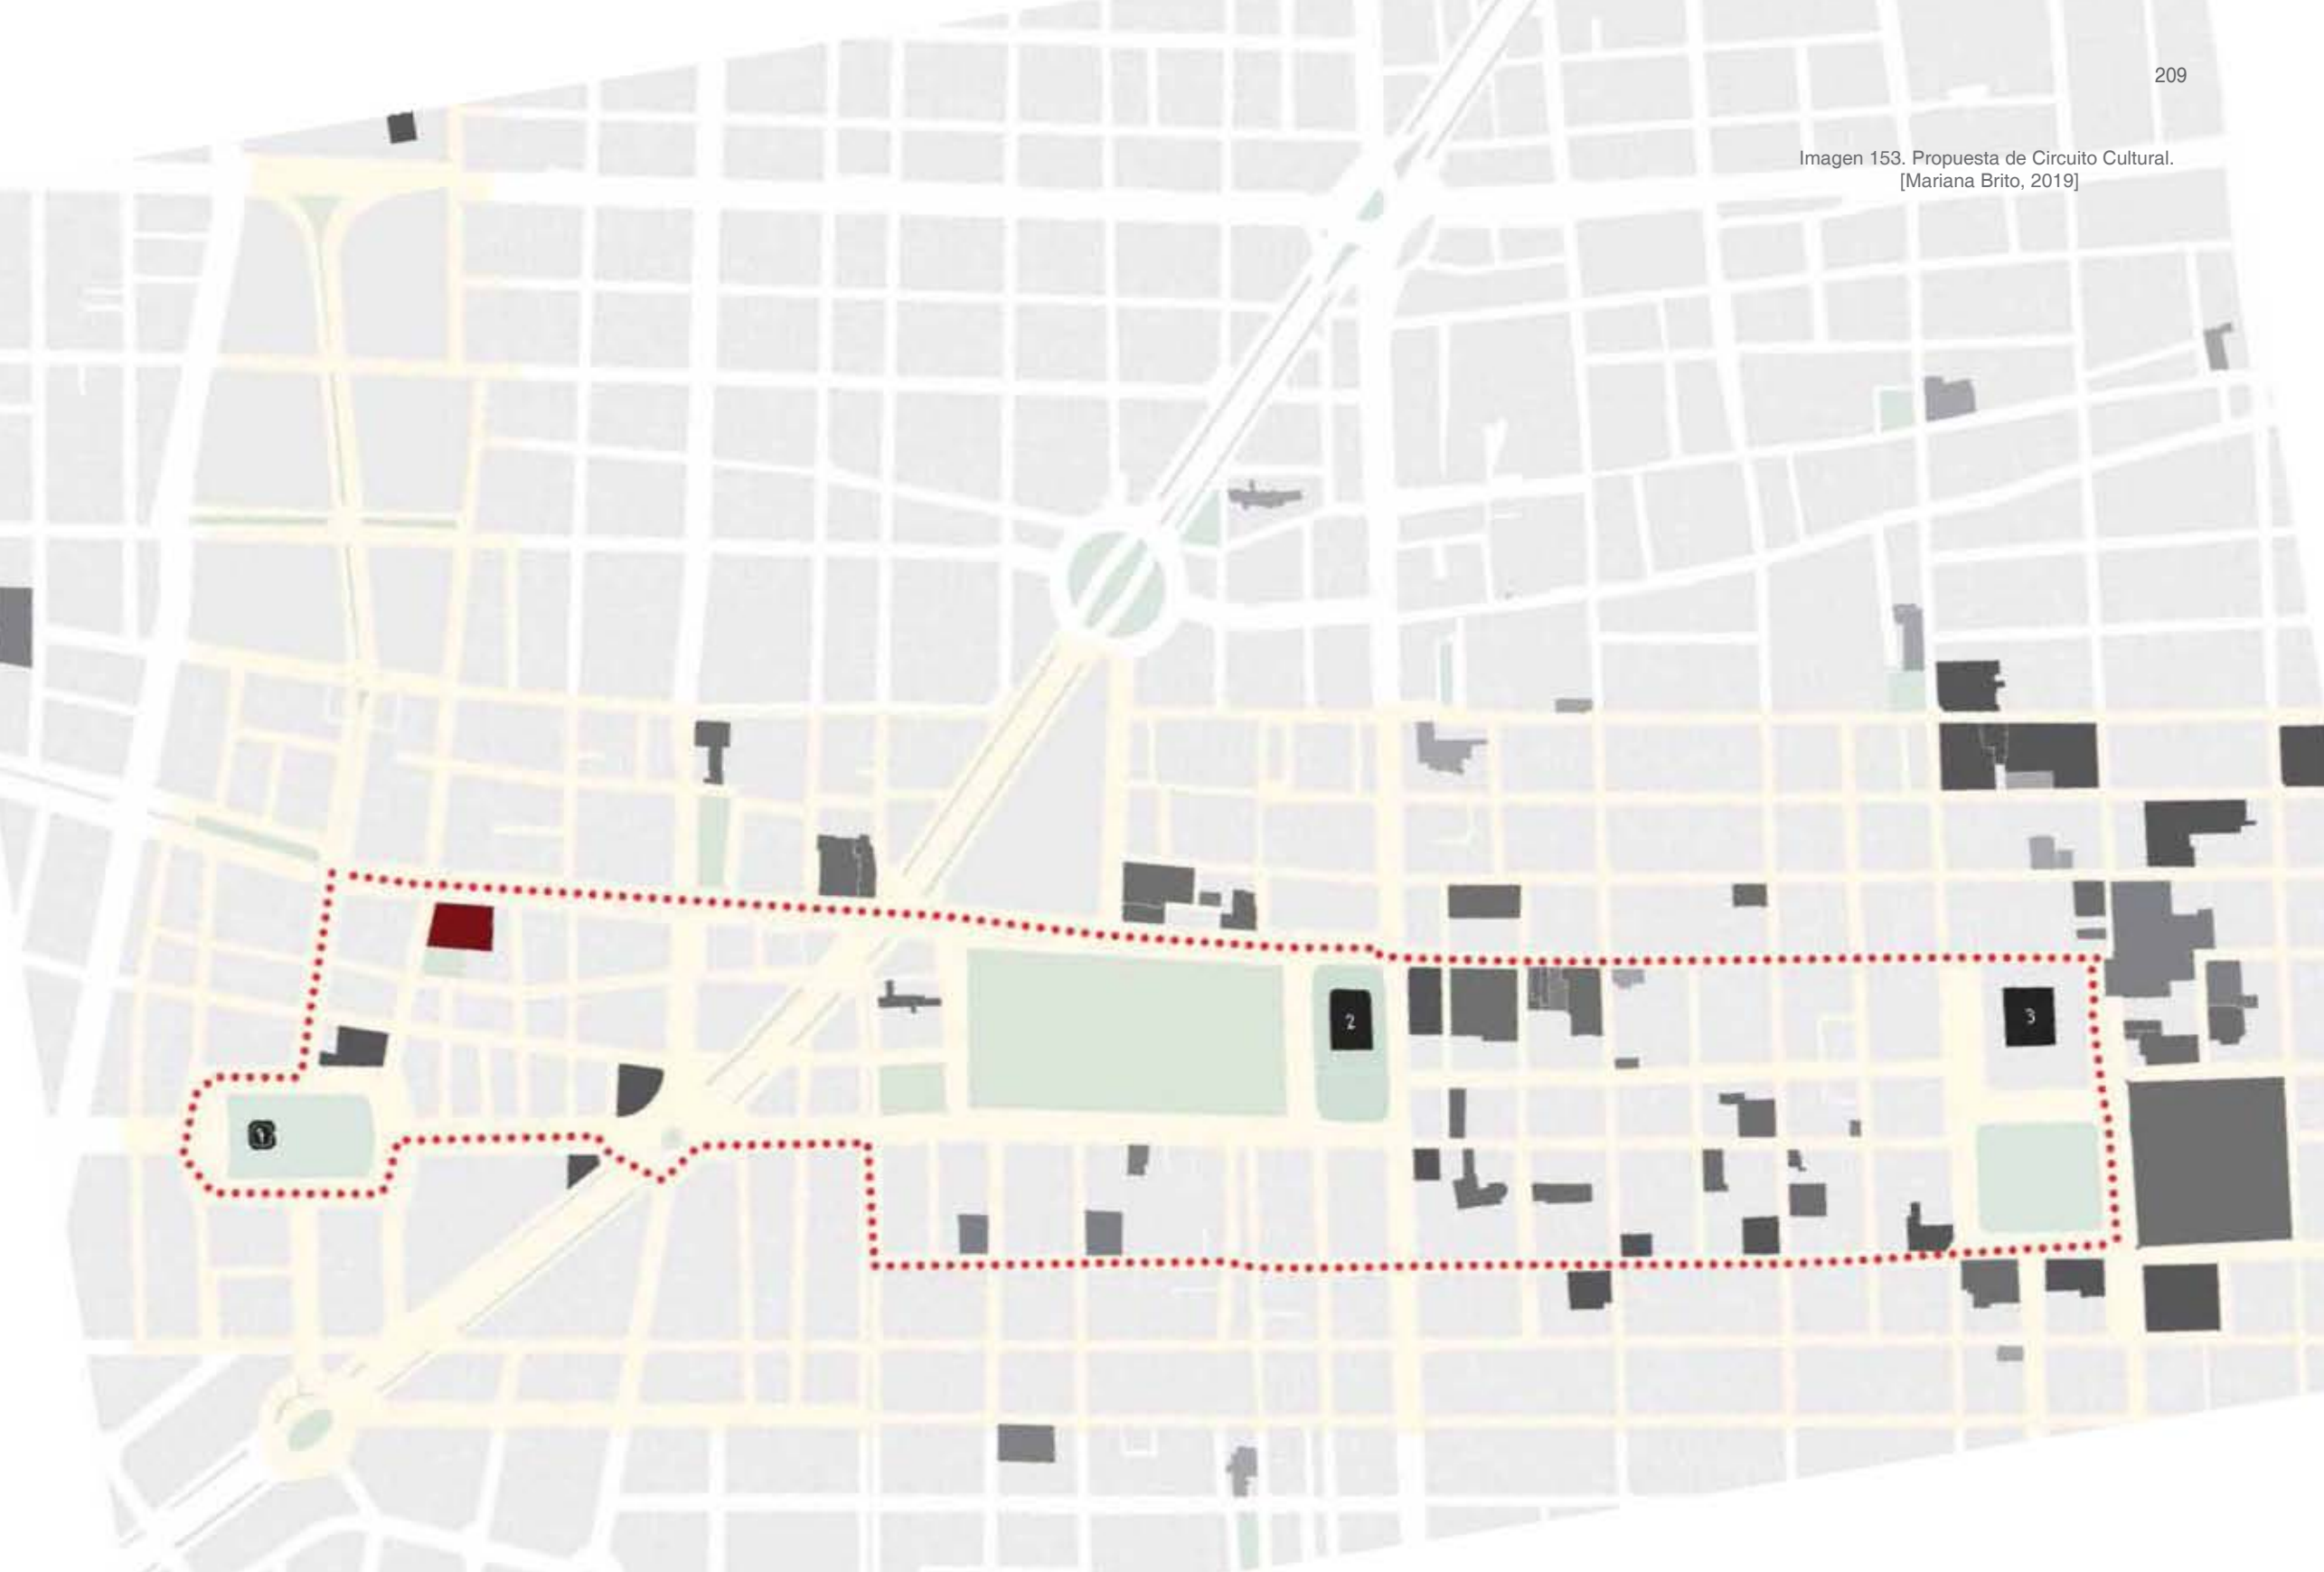 209
Imagen 153. Propuesta de Circuito Cultural.
[Mariana Brito, 2019]
2
3
1